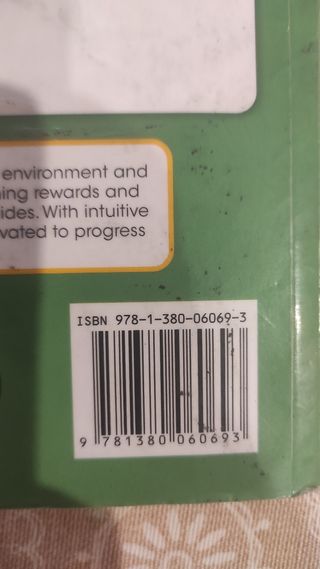 environment and
ing rewards and
ides. With intuitive
vated to progress
ISBN 978-1-380-06069-3
9 781380 060693